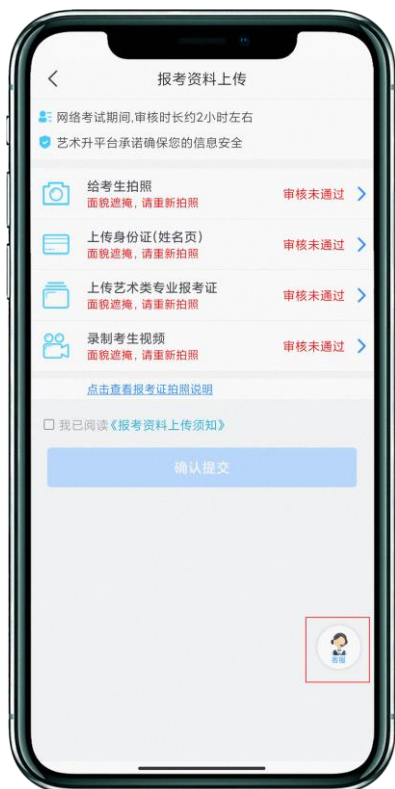 报考资料上传
网络考试期间,审核时长约2小时左右
艺术升平台承诺确保您的信息安全
给考生拍照
面貌遮掩, 请重新拍照
审核未通过
上传身份证(姓名页)
面貌遮掩, 请重新拍照
审核未通过
上传艺术类专业报考证
面貌遮掩, 请重新拍照
审核未通过
录制考生视频
面貌遮掩, 请重新拍照
审核未通过
点击查看报考证拍照说明
我已阅读《报考资料上传须知》
确认提交
客服